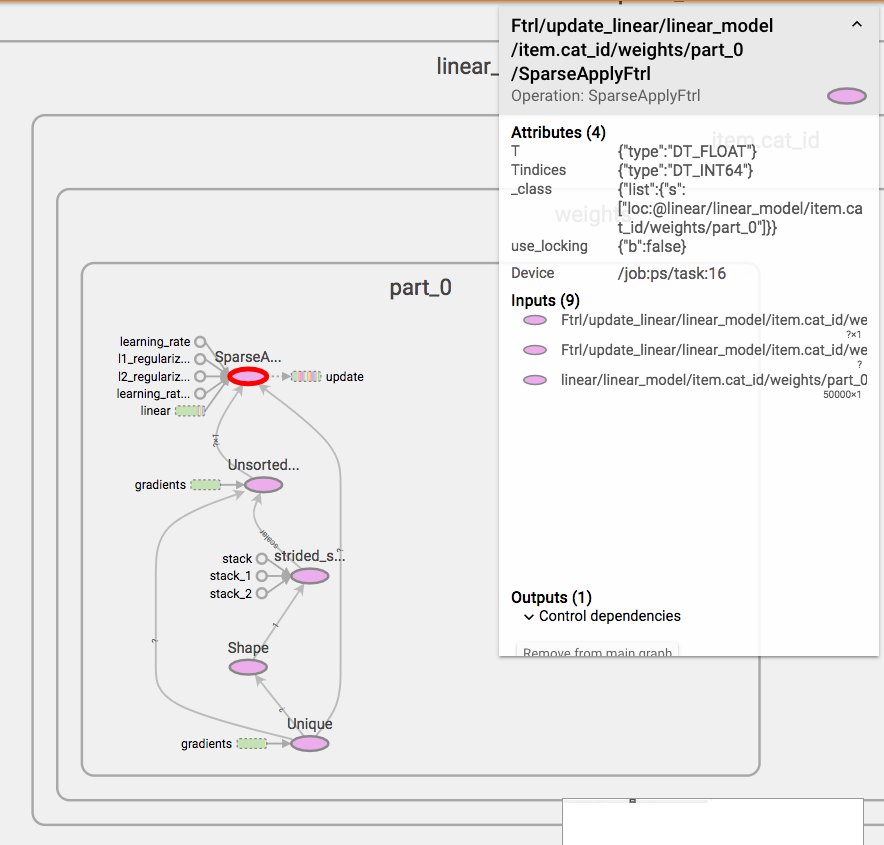 linear_
Ftrl/update_linear/linear_model
/item.cat_id/weights/part_0
/SparseApplyFtrl
Operation: SparseApplyFtrl
item.cat_id
weights
Attributes (4)
T {"type":"DT_FLOAT"}
Tindices {"type":"DT_INT64"}
_class {"list":{"s":
["loc:@linear/linear_model/item.ca
t_id/weights/part_0"]}}
use_locking {"b":false}
Device /job:ps/task:16
Inputs (9)
Ftrl/update_linear/linear_model/item.cat_id/we
?×1
Ftrl/update_linear/linear_model/item.cat_id/we
?
linear/linear_model/item.cat_id/weights/part_0
50000×1
Outputs (1)
Control dependencies
Remove from main graph
part_0
learning_rate
l1_regulariz...
SparseA...
l2_regulariz...
update
learning_rat...
linear
?×1
Unsorted...
gradients
scalar
?
stack
strided_s...
stack_1
stack_2
1
?
Shape
?
Unique
gradients